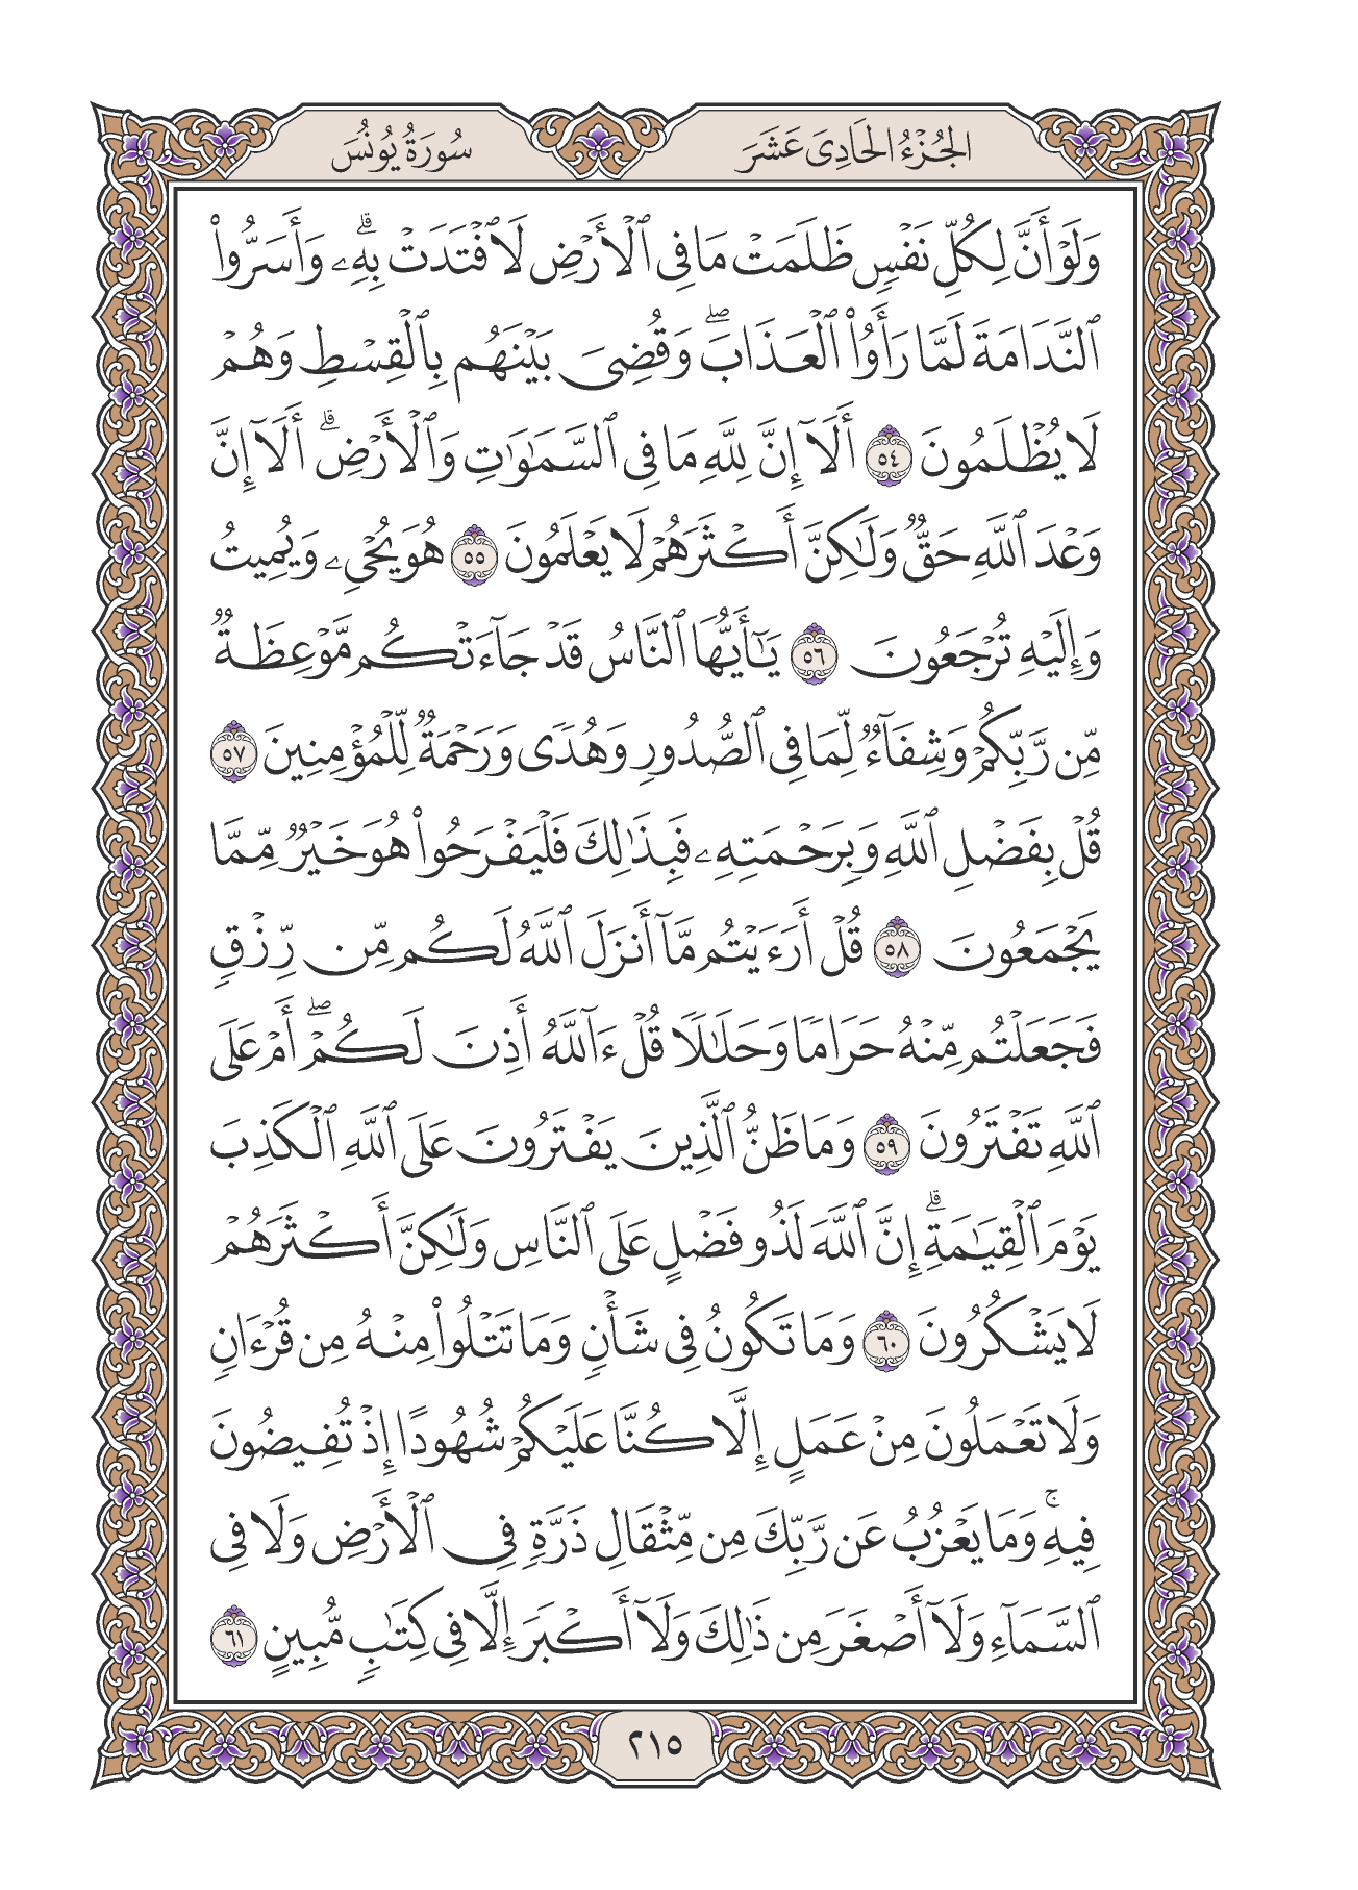 الجُزْءُ الحَادِىَ عَشَرَ
سُورَةُ يُونُسَ
وَلَوْ أَنَّ لِكُلِّ نَفْسٍ ظَلَمَتْ مَا فِى ٱلْأَرْضِ لَٱفْتَدَتْ بِهِۦۗ وَأَسَرُّوا۟
ٱلنَّدَامَةَ لَمَّا رَأَوُا۟ ٱلْعَذَابَۖ وَقُضِىَ بَيْنَهُم بِٱلْقِسْطِ وَهُمْ
لَا يُظْلَمُونَ ٥٤ أَلَآ إِنَّ لِلَّهِ مَا فِى ٱلسَّمَٰوَٰتِ وَٱلْأَرْضِۗ أَلَآ إِنَّ
وَعْدَ ٱللَّهِ حَقٌّ وَلَٰكِنَّ أَكْثَرَهُمْ لَا يَعْلَمُونَ ٥٥ هُوَ يُحْىِۦ وَيُمِيتُ
وَإِلَيْهِ تُرْجَعُونَ ٥٦ يَٰٓأَيُّهَا ٱلنَّاسُ قَدْ جَآءَتْكُم مَّوْعِظَةٌ
مِّن رَّبِّكُمْ وَشِفَآءٌ لِّمَا فِى ٱلصُّدُورِ وَهُدًى وَرَحْمَةٌ لِّلْمُؤْمِنِينَ ٥٧
قُلْ بِفَضْلِ ٱللَّهِ وَبِرَحْمَتِهِۦ فَبِذَٰلِكَ فَلْيَفْرَحُوا۟ هُوَ خَيْرٌ مِّمَّا
يَجْمَعُونَ ٥٨ قُلْ أَرَءَيْتُم مَّآ أَنزَلَ ٱللَّهُ لَكُم مِّن رِّزْقٍ
فَجَعَلْتُم مِّنْهُ حَرَامًا وَحَلَٰلًا قُلْ ءَآللَّهُ أَذِنَ لَكُمْۖ أَمْ عَلَى
ٱللَّهِ تَفْتَرُونَ ٥٩ وَمَا ظَنُّ ٱلَّذِينَ يَفْتَرُونَ عَلَى ٱللَّهِ ٱلْكَذِبَ
يَوْمَ ٱلْقِيَٰمَةِۗ إِنَّ ٱللَّهَ لَذُو فَضْلٍ عَلَى ٱلنَّاسِ وَلَٰكِنَّ أَكْثَرَهُمْ
لَا يَشْكُرُونَ ٦٠ وَمَا تَكُونُ فِى شَأْنٍ وَمَا تَتْلُوا۟ مِنْهُ مِن قُرْءَانٍ
وَلَا تَعْمَلُونَ مِنْ عَمَلٍ إِلَّا كُنَّا عَلَيْكُمْ شُهُودًا إِذْ تُفِيضُونَ
فِيهِۚ وَمَا يَعْزُبُ عَن رَّبِّكَ مِن مِّثْقَالِ ذَرَّةٍ فِى ٱلْأَرْضِ وَلَا فِى
ٱلسَّمَآءِ وَلَآ أَصْغَرَ مِن ذَٰلِكَ وَلَآ أَكْبَرَ إِلَّا فِى كِتَٰبٍ مُّبِينٍ ٦١
٢١٥